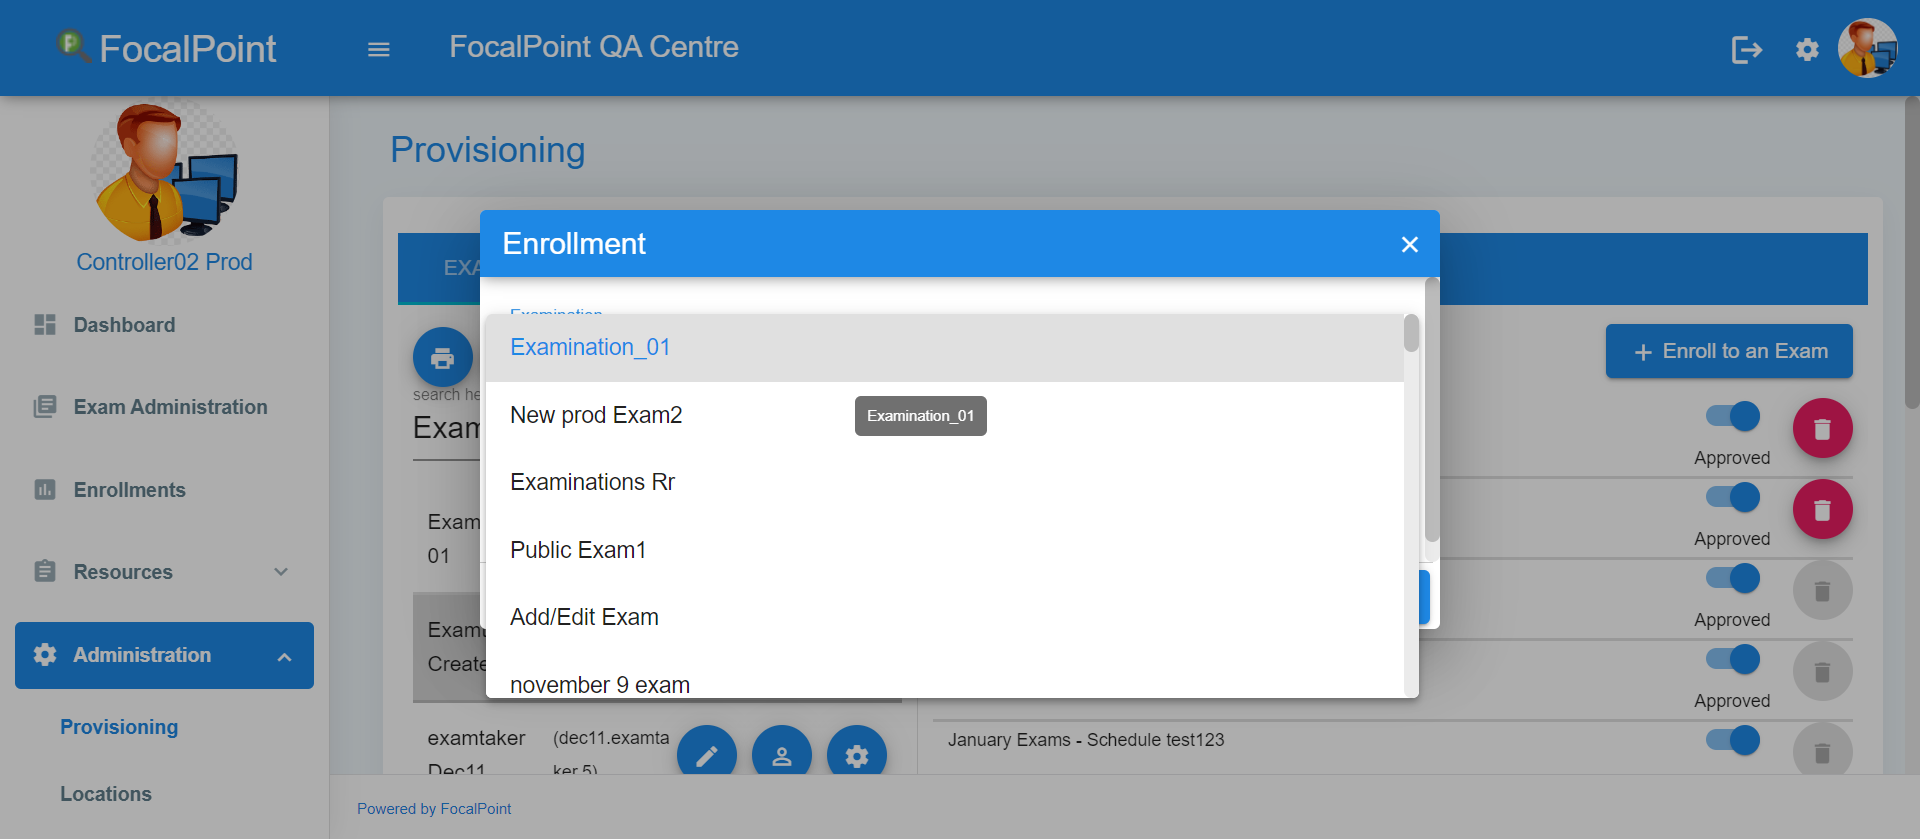 FocalPoint
FocalPoint QA Centre
Controller02 Prod
Dashboard
Exam Administration
Enrollments
Resources
Administration
Provisioning
Locations
Provisioning
EXA
Enrollment
Examination
Examination_01
New prod Exam2
Examination_01
Examinations Rr
Public Exam1
Add/Edit Exam
november 9 exam
search he
Exam
Exam
01
Examt
Create
examtaker
Dec11
(dec11.examta
ker.5)
+ Enroll to an Exam
Approved
Approved
Approved
Approved
January Exams - Schedule test123
Powered by FocalPoint